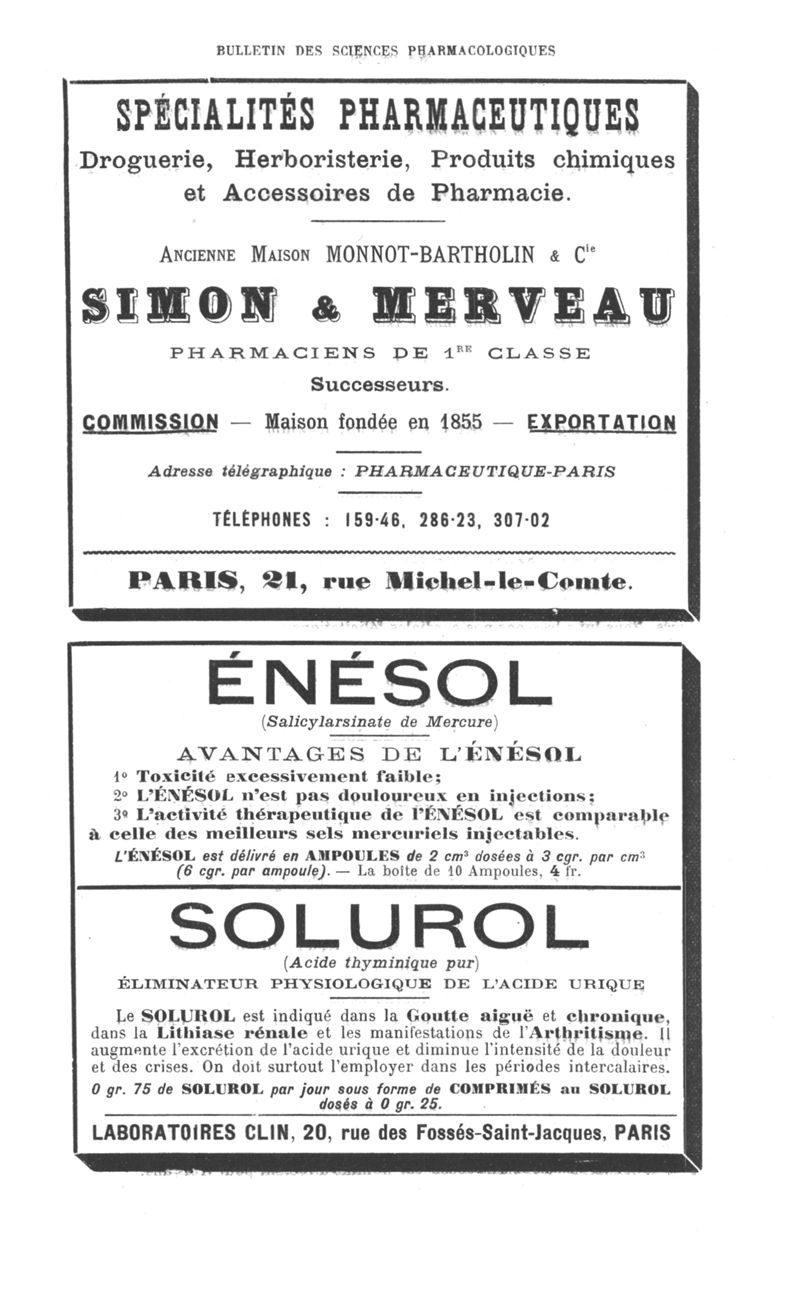 BULLETIN DES SCIENCES PHARMACOLOGIQUES
SPÉCIALITÉS PHARMACEUTIQUES
Droguerie, Herboristerie, Produits chimiques
et Accessoires de Pharmacie.
ANCIENNE MAISON MONNOT-BARTHOLIN & Cie
SIMON & MERVEAU
PHARMACIENS DE 1RE CLASSE
Successeurs.
COMMISSION — Maison fondée en 1855 — EXPORTATION
Adresse télégraphique : PHARMACEUTIQUE-PARIS
TÉLÉPHONES : 159-46, 286-23, 307-02
PARIS, 21, rue Michel-le-Comte.
ÉNÉSOL
(Salicylarsinate de Mercure)
AVANTAGES DE L'ÉNÉSOL
1º Toxicité excessivement faible;
2º L'ÉNÉSOL n'est pas douloureux en injections;
3º L'activité thérapeutique de l'ÉNÉSOL est comparable
à celle des meilleurs sels mercuriels injectables.
L'ÉNÉSOL est délivré en AMPOULES de 2 cm³ dosées à 3 cgr. par cm³
(6 cgr. par ampoule). — La boîte de 10 Ampoules, 4 fr.
SOLUROL
(Acide thyminique pur)
ÉLIMINATEUR PHYSIOLOGIQUE DE L'ACIDE URIQUE
Le SOLUROL est indiqué dans la Goutte aiguë et chronique,
dans la Lithiase rénale et les manifestations de l'Arthritisme. Il
augmente l'excrétion de l'acide urique et diminue l'intensité de la douleur
et des crises. On doit surtout l'employer dans les périodes intercalaires.
0 gr. 75 de SOLUROL par jour sous forme de COMPRIMÉS au SOLUROL
dosés à 0 gr. 25.
LABORATOIRES CLIN, 20, rue des Fossés-Saint-Jacques, PARIS